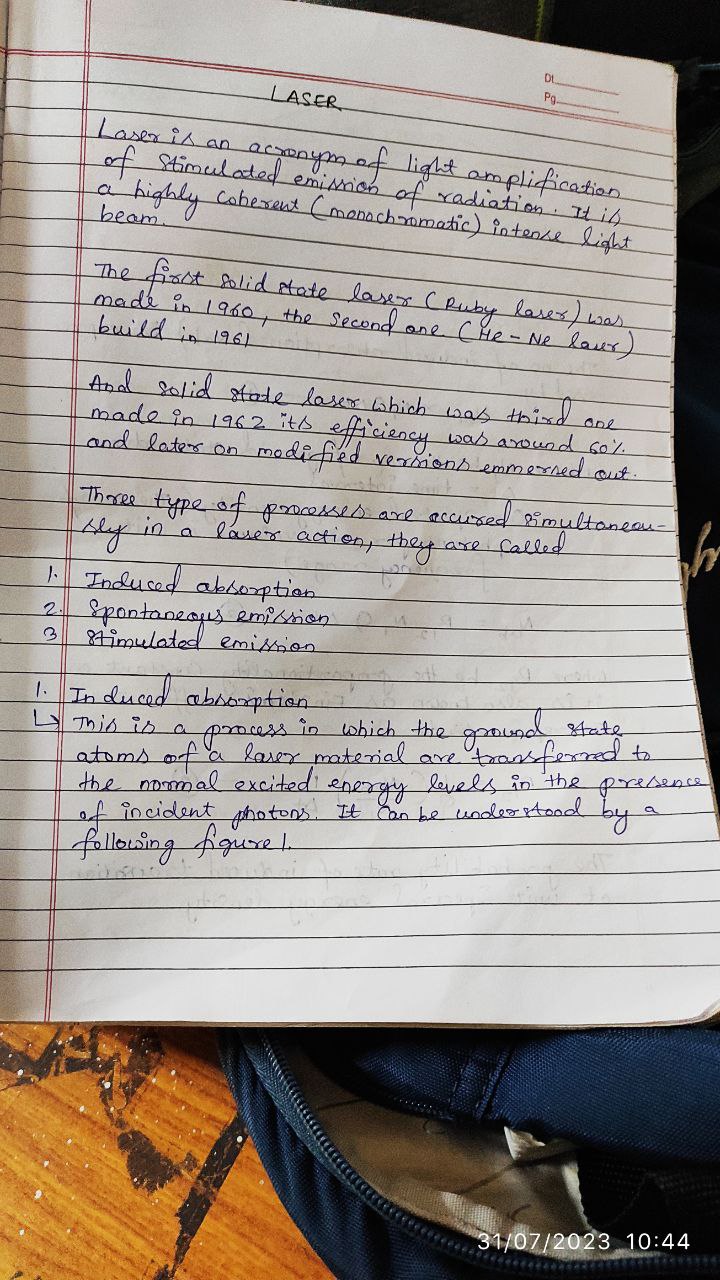 Dt.
Pg.
LASER
Laser is an acronym of light amplification
of stimulated emission of radiation. It is
a highly coherent (monochromatic) intense light
beam.
The first solid state laser (Ruby laser) was
made in 1960, the second one (He-Ne laser)
build in 1961
And solid state laser which was third one
made in 1962 its efficiency was around 60%.
and later on modified versions emmersed out.
Three type of processes are accured simultaneou-
sly in a laser action, they are called
1. Induced absorption
2. Spontaneous emission
3 Stimulated emission
1. Induced absorption
↳ This is a process in which the ground state
atoms of a laser material are transferred to
the normal excited energy levels in the presence
of incident photons. It can be understood by a
following figure 1.
31/07/2023 10:44